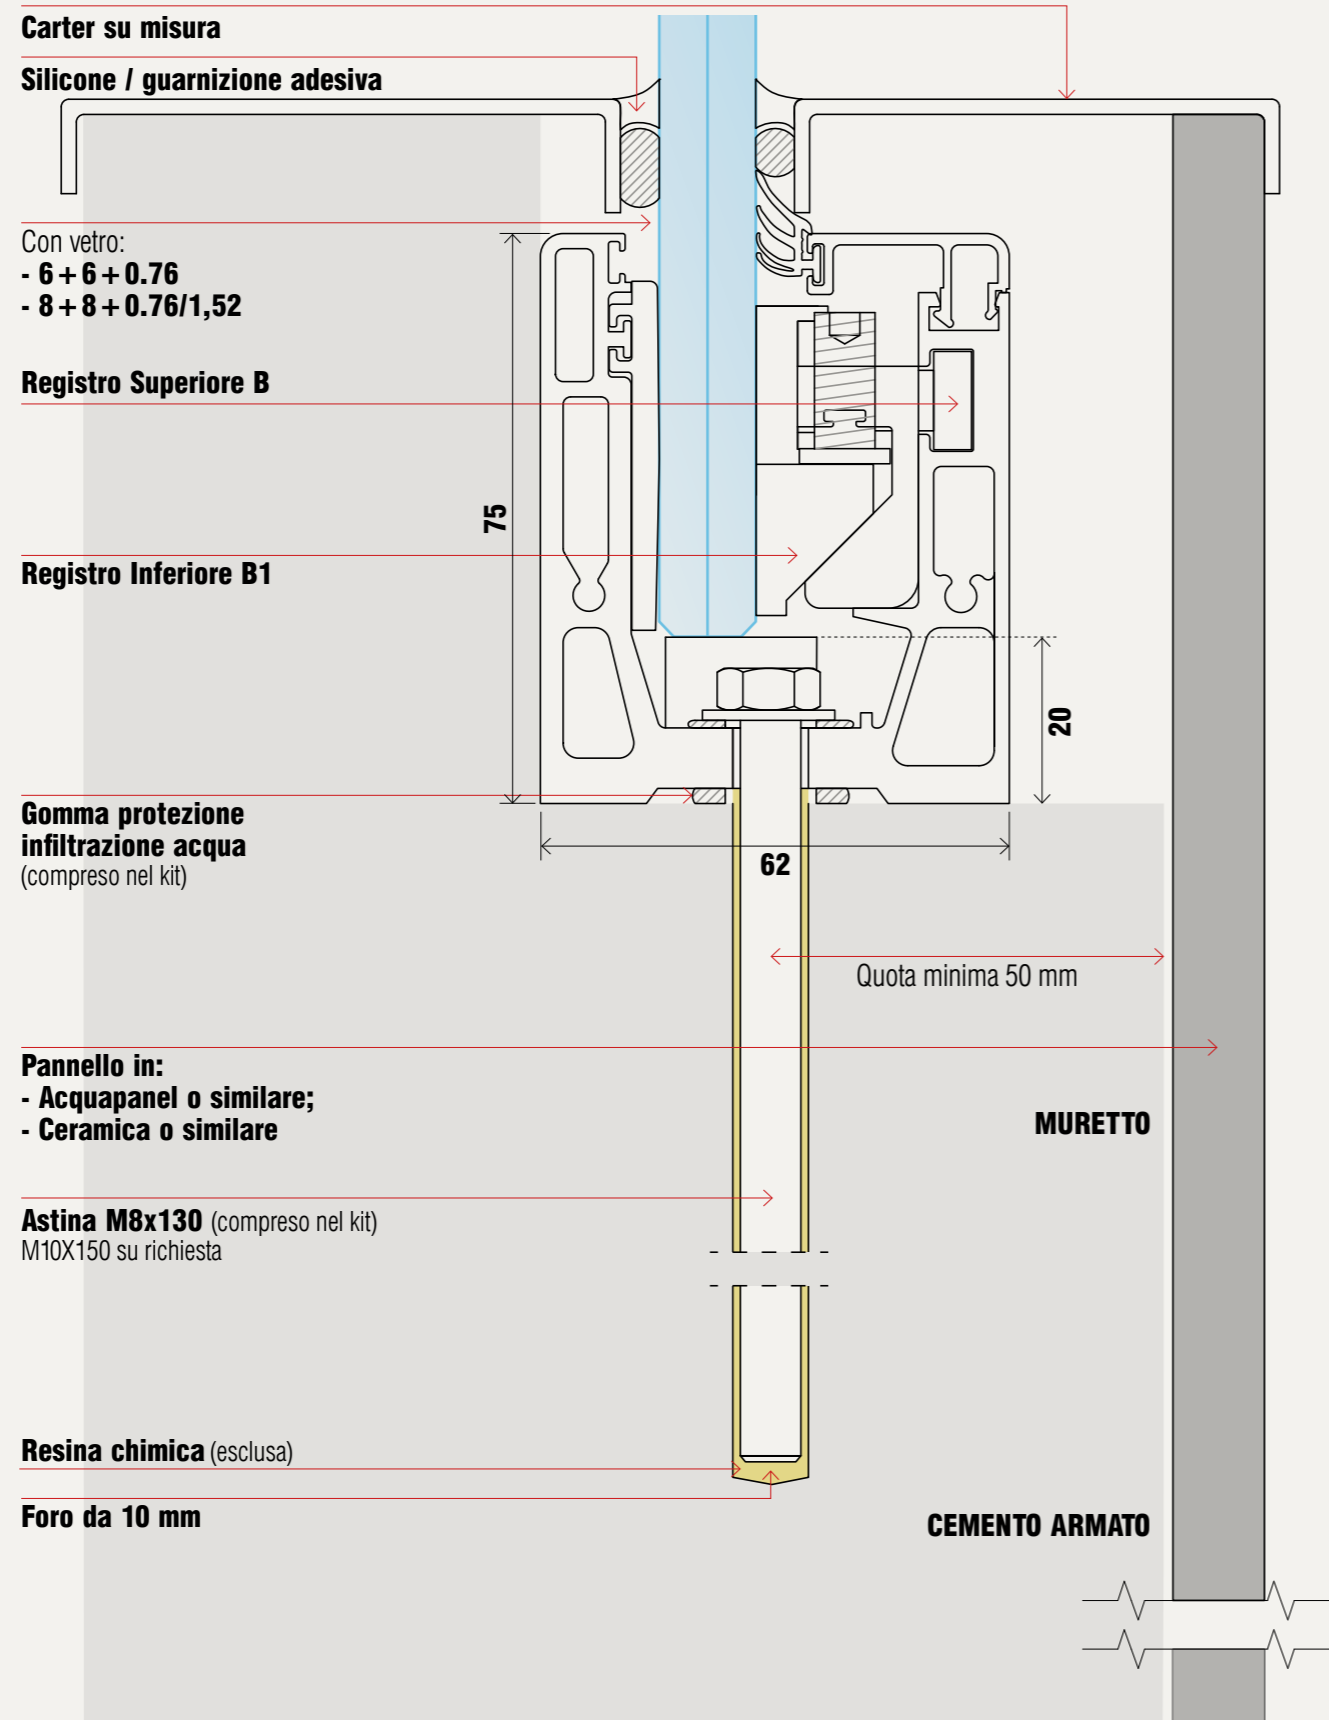 Carter su misura
Silicone / guarnizione adesiva
Con vetro:
- 6+6+0.76
- 8+8+0.76/1,52
Registro Superiore B
75
Registro Inferiore B1
20
Gomma protezione
infiltrazione acqua
(compreso nel kit)
62
Quota minima 50 mm
Pannello in:
- Acquapanel o similare;
- Ceramica o similare
MURETTO
Astina M8x130 (compreso nel kit)
M10X150 su richiesta
Resina chimica (esclusa)
Foro da 10 mm
CEMENTO ARMATO